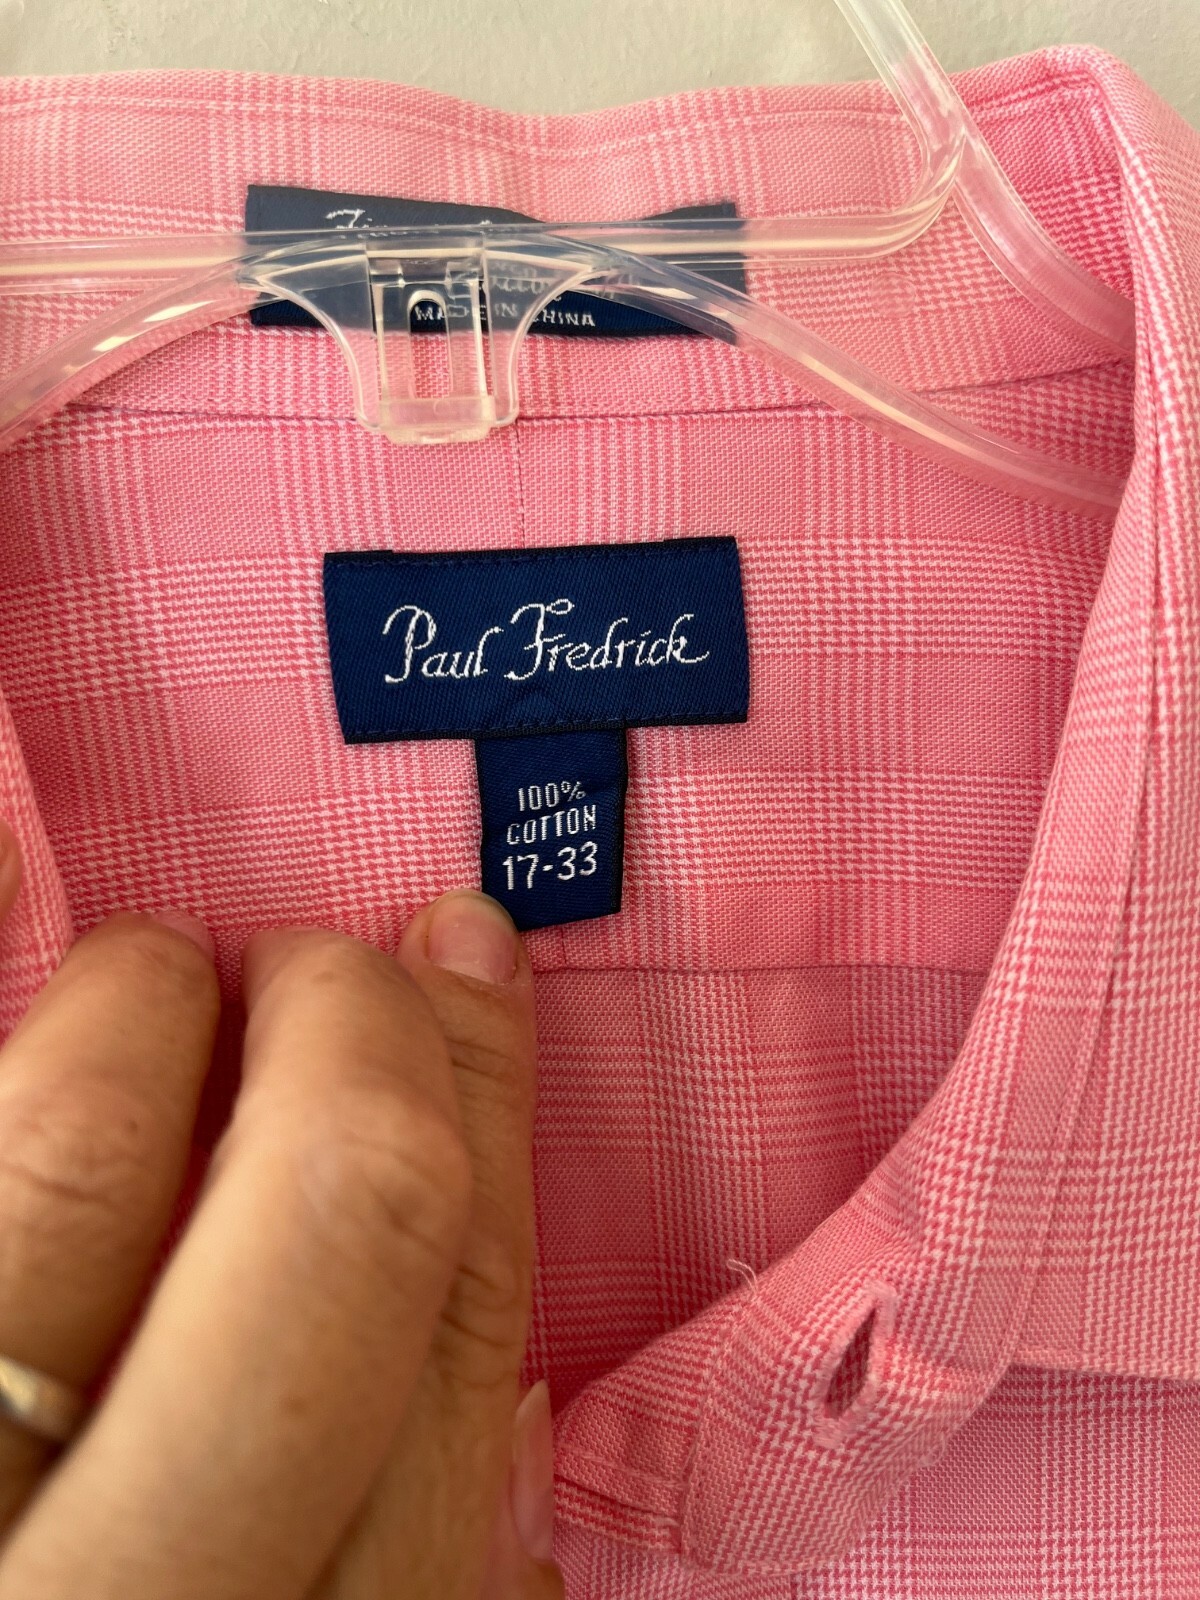 MADE IN CHINA
Paul Fredrick
100%
COTTON
17-33